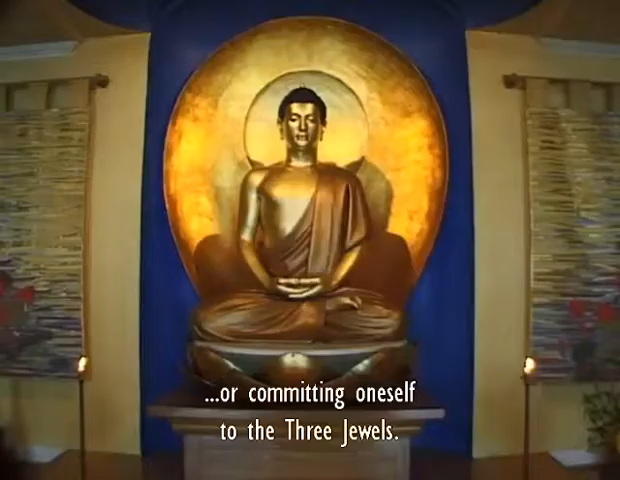 ...or committing oneself
to the Three Jewels.